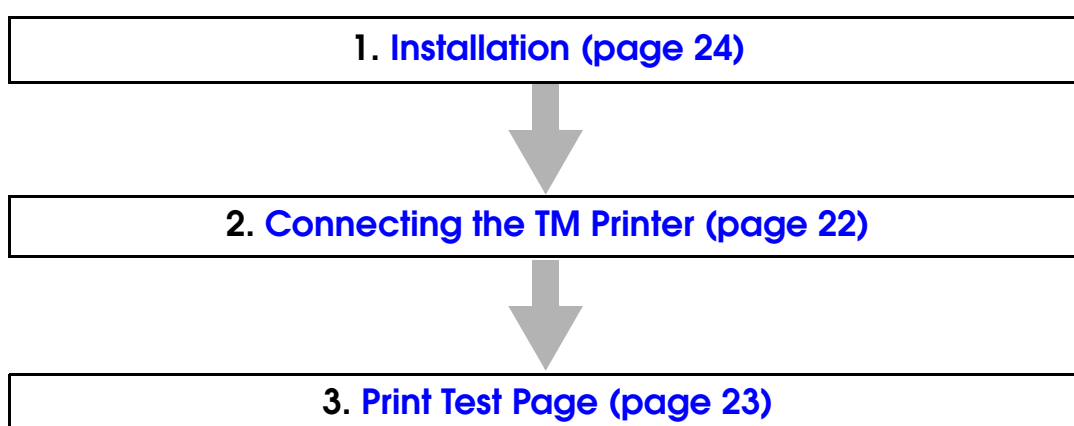 1. Installation (page 24)
2. Connecting the TM Printer (page 22)
3. Print Test Page (page 23)